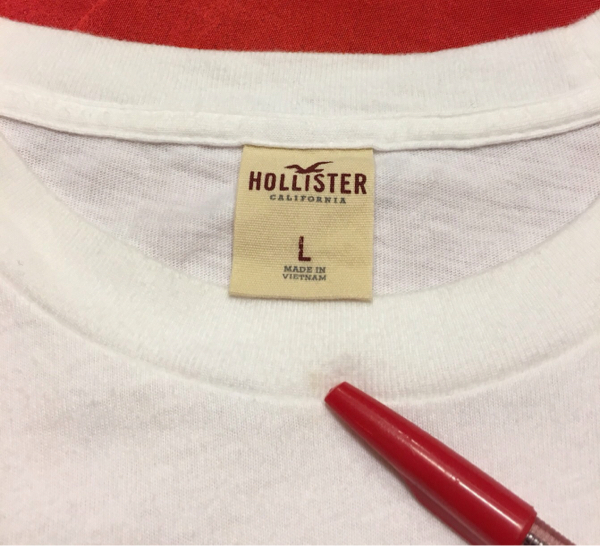 HOLLISTER
CALIFORNIA
L
MADE IN
VIETNAM